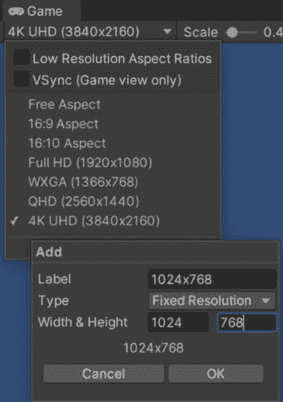 Game
4K UHD (3840x2160) Scale 0.4
Low Resolution Aspect Ratios
VSync (Game view only)
Free Aspect
16:9 Aspect
16:10 Aspect
Full HD (1920x1080)
WXGA (1366x768)
QHD (2560x1440)
4K UHD (3840x2160)
Add
Label 1024x768
Type Fixed Resolution
Width & Height 1024 768
1024x768
Cancel OK